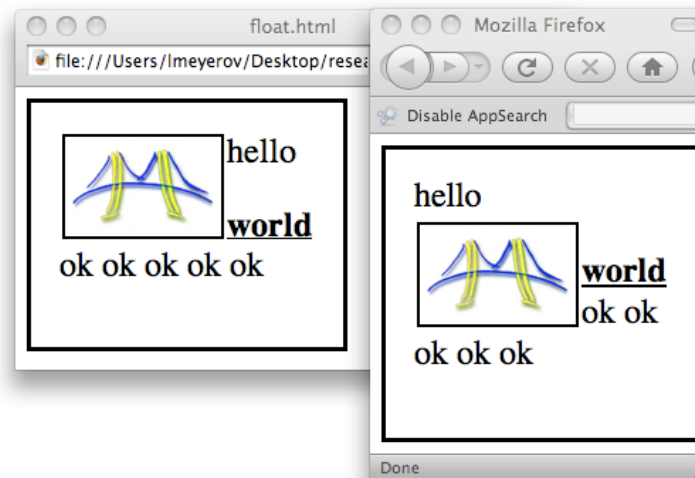 float.html
file:///Users/lmeyerov/Desktop/resea
hello
world
ok ok ok ok ok
Mozilla Firefox
Disable AppSearch
hello
world
ok ok
ok ok ok
Done